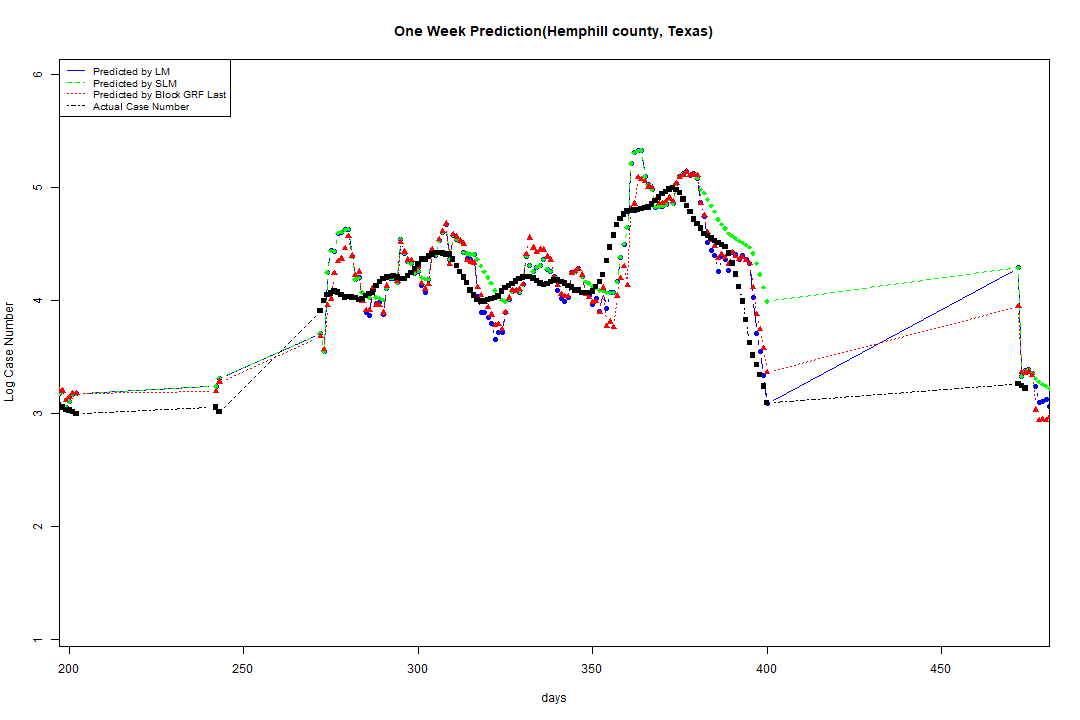 One Week Prediction(Hemphill county, Texas)
Predicted by LM
Predicted by SLM
Predicted by Block GRF Last
Actual Case Number
6
5
4
3
2
1
Log Case Number
200 250 300 350 400 450
days